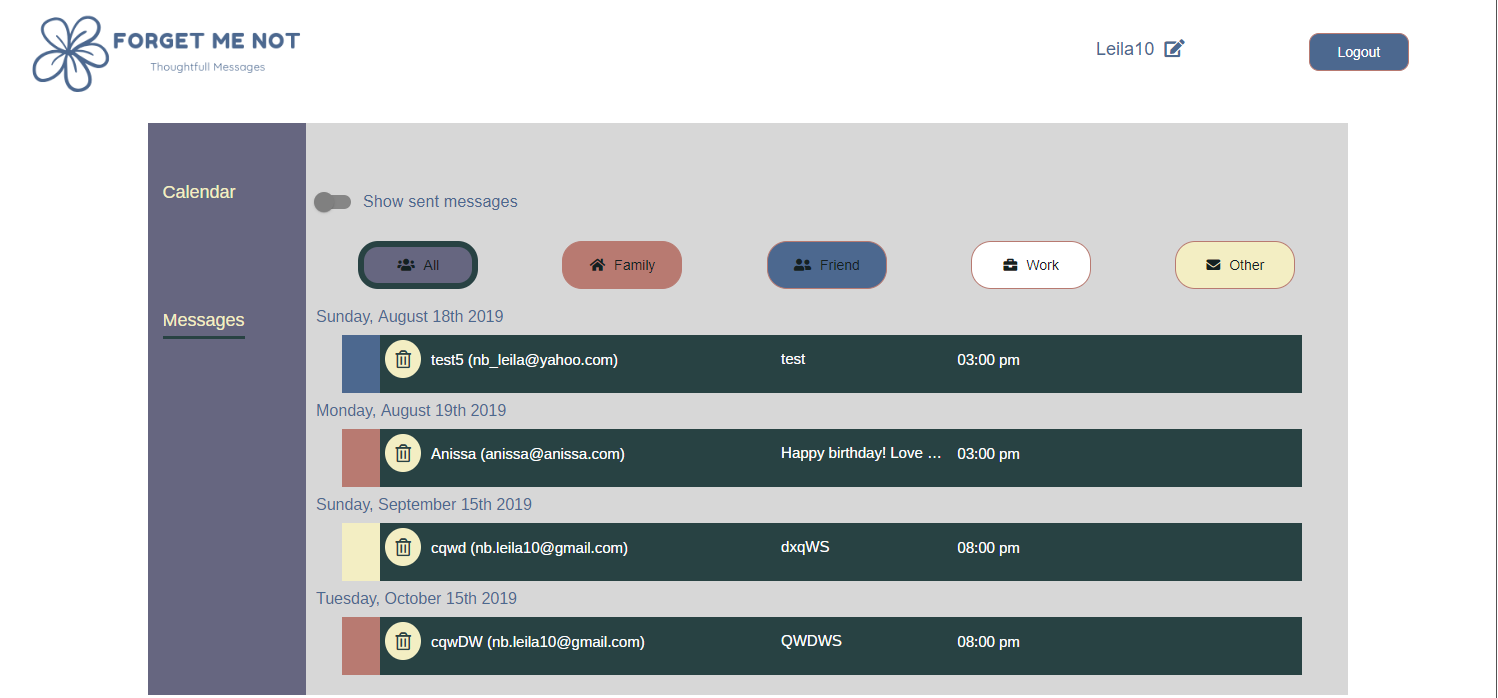 FORGET ME NOT
Thoughtfull Messages
Leila10
Logout
Calendar
Messages
Show sent messages
All
Family
Friend
Work
Other
Sunday, August 18th 2019
test5 (nb_leila@yahoo.com) test 03:00 pm
Monday, August 19th 2019
Anissa (anissa@anissa.com) Happy birthday! Love ... 03:00 pm
Sunday, September 15th 2019
cqwd (nb.leila10@gmail.com) dxqWS 08:00 pm
Tuesday, October 15th 2019
cqwDW (nb.leila10@gmail.com) QWDWS 08:00 pm